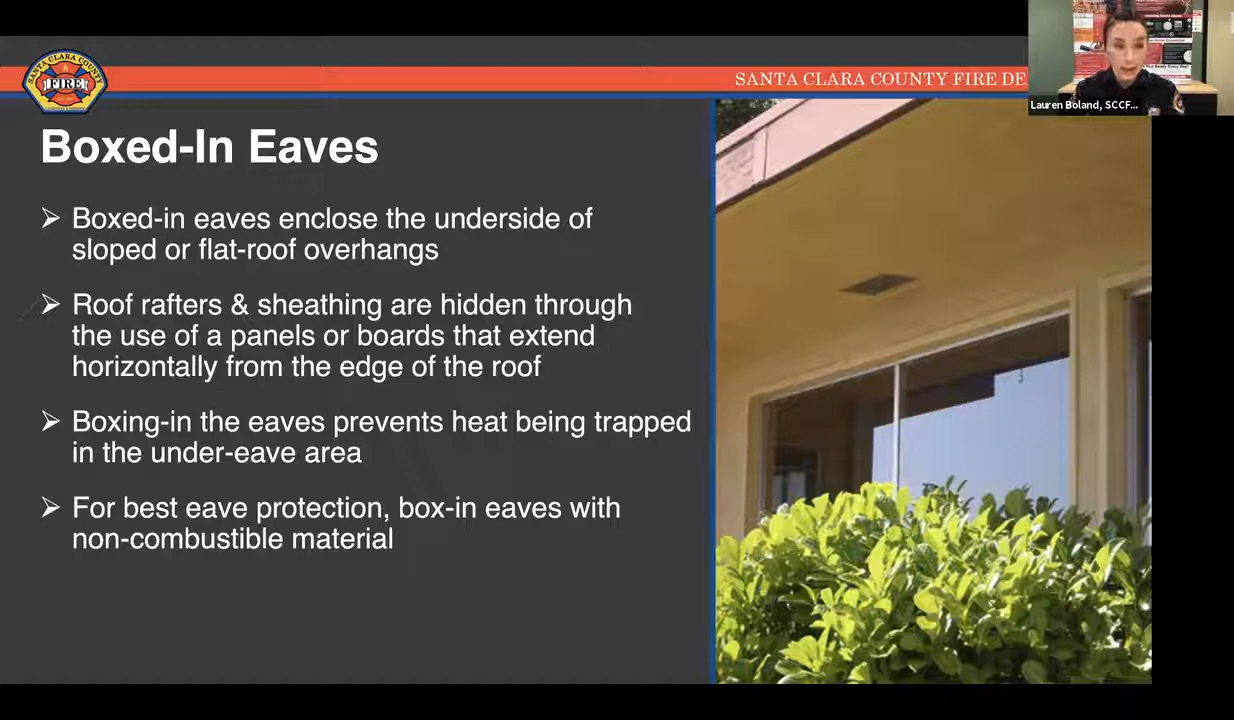 SANTA CLARA COUNTY
FIRE
SANTA CLARA COUNTY FIRE DE
Lauren Boland, SCCF...
Boxed-In Eaves
➢ Boxed-in eaves enclose the underside of
sloped or flat-roof overhangs
➢ Roof rafters & sheathing are hidden through
the use of a panels or boards that extend
horizontally from the edge of the roof
➢ Boxing-in the eaves prevents heat being trapped
in the under-eave area
➢ For best eave protection, box-in eaves with
non-combustible material